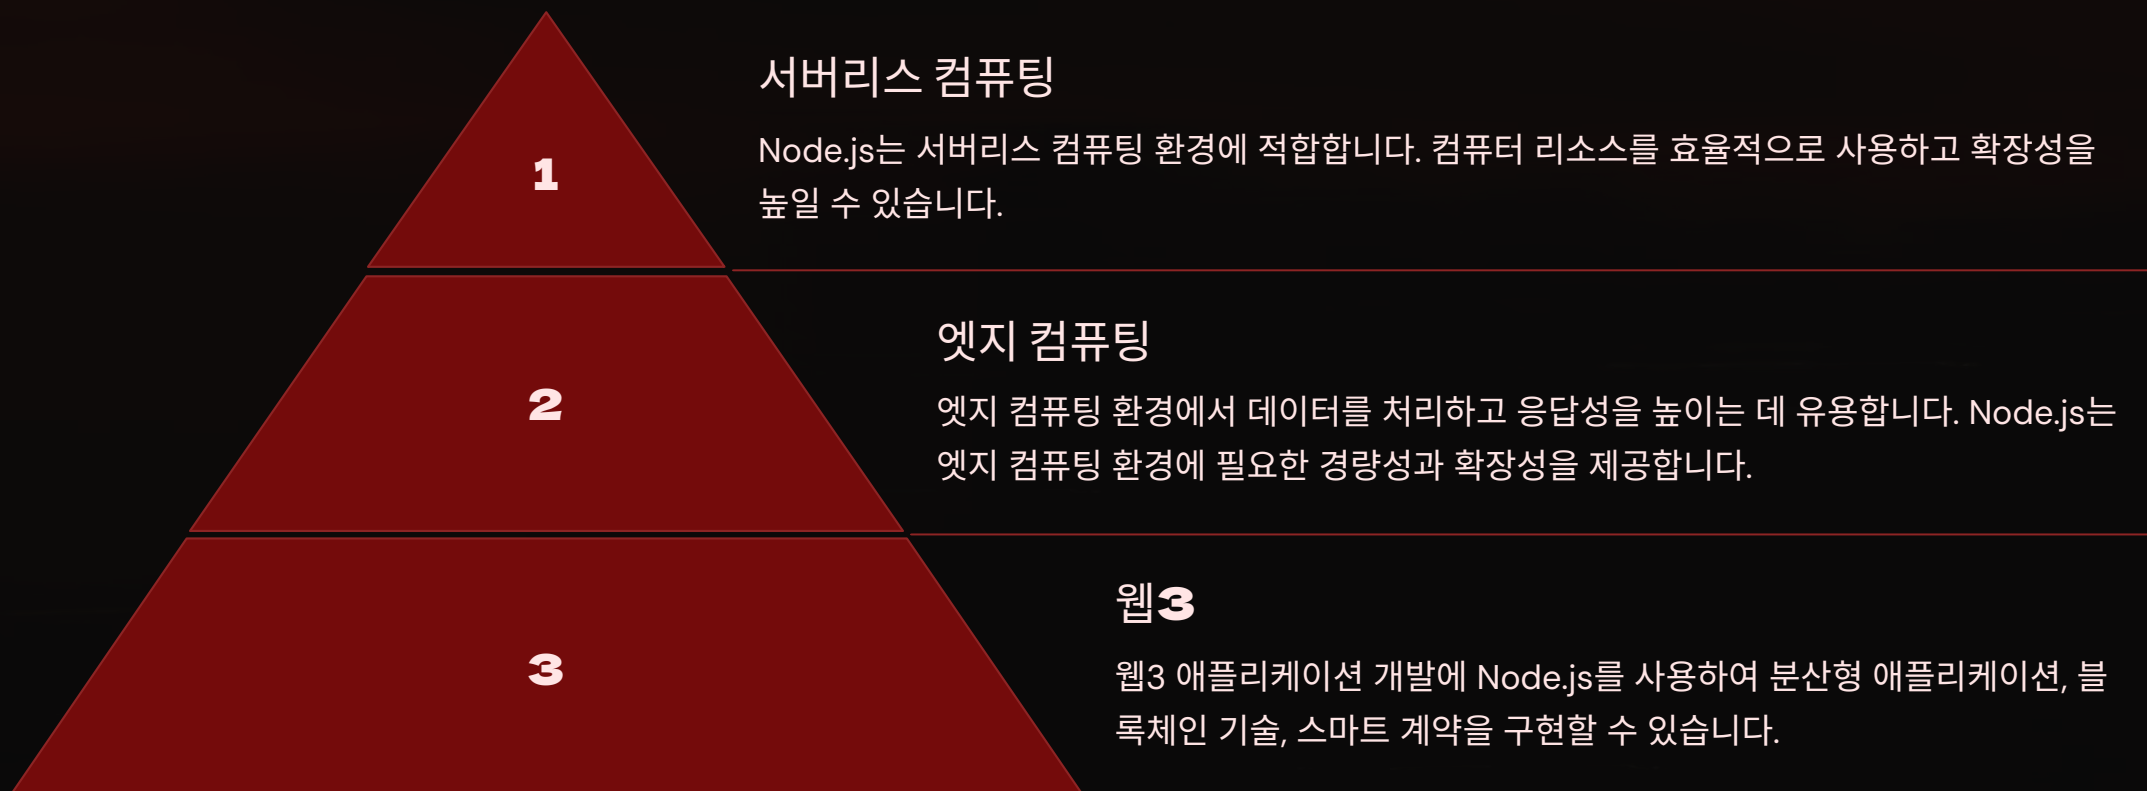 1
서버리스 컴퓨팅
Node.js는 서버리스 컴퓨팅 환경에 적합합니다. 컴퓨터 리소스를 효율적으로 사용하고 확장성을
높일 수 있습니다.
2
엣지 컴퓨팅
엣지 컴퓨팅 환경에서 데이터를 처리하고 응답성을 높이는 데 유용합니다. Node.js는
엣지 컴퓨팅 환경에 필요한 경량성과 확장성을 제공합니다.
3
웹3
웹3 애플리케이션 개발에 Node.js를 사용하여 분산형 애플리케이션, 블
록체인 기술, 스마트 계약을 구현할 수 있습니다.